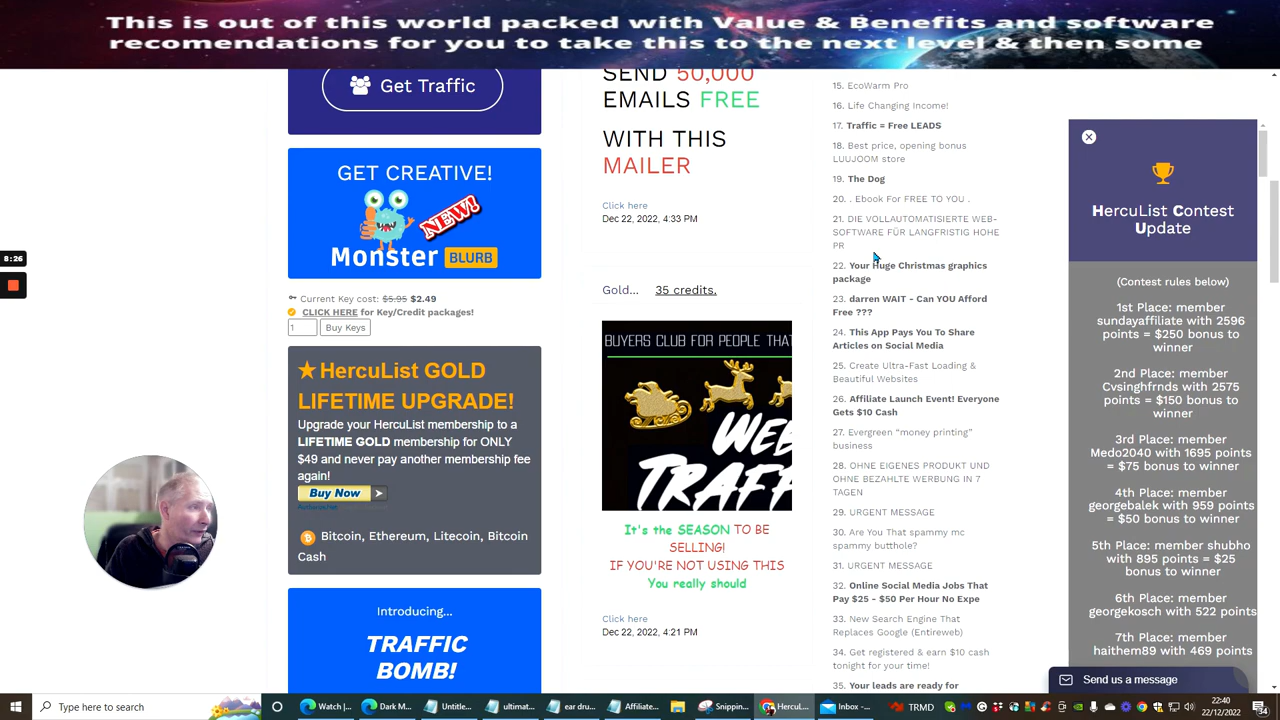 This is out of this world packed with Value & Benefits and software
recomendations for you to take this to the next level & then some
Get Traffic
GET CREATIVE!
NEW!
Monster BLURB
Current Key cost: $5.95 $2.49
CLICK HERE for Key/Credit packages!
1
Buy Keys
HercuList GOLD
LIFETIME UPGRADE!
Upgrade your HercuList membership to a
LIFETIME GOLD membership for ONLY
$49 and never pay another membership fee
again!
Buy Now
Bitcoin, Ethereum, Litecoin, Bitcoin
Cash
Introducing...
TRAFFIC
BOMB!
SEND 50,000
EMAILS FREE
WITH THIS
MAILER
Click here
Dec 22, 2022, 4:33 PM
Gold... 35 credits.
BUYERS CLUB FOR PEOPLE THAT
WEB
TRAFF
It's the SEASON TO BE
SELLING!
IF YOU'RE NOT USING THIS
You really should
Click here
Dec 22, 2022, 4:21 PM
15. EcoWarm Pro
16. Life Changing Income!
17. Traffic = Free LEADS
18. Best price, opening bonus
LUUJOOM store
19. The Dog
20. . Ebook For FREE TO YOU .
21. DIE VOLLAUTOMATISIERTE WEB-
SOFTWARE FÜR LANGFRISTIG HOHE
PR
22. Your Huge Christmas graphics
package
23. darren WAIT - Can YOU Afford
Free ???
24. This App Pays You To Share
Articles on Social Media
25. Create Ultra-Fast Loading &
Beautiful Websites
26. Affiliate Launch Event! Everyone
Gets $10 Cash
27. Evergreen “money printing”
business
28. OHNE EIGENES PRODUKT UND
OHNE BEZAHLTE WERBUNG IN 7
TAGEN
29. URGENT MESSAGE
30. Are You That spammy mc
spammy butthole?
31. URGENT MESSAGE
32. Online Social Media Jobs That
Pay $25 - $50 Per Hour No Expe
33. New Search Engine That
Replaces Google (Entireweb)
34. Get registered & earn $10 cash
tonight for your time!
35. Your leads are ready for
HercuList Contest
Update
(Contest rules below)
1st Place: member
sundayaffiliate with 2596
points = $250 bonus to
winner
2nd Place: member
Cvsinghfrnds with 2575
points = $150 bonus to
winner
3rd Place: member
Medo2040 with 1695 points
= $75 bonus to winner
4th Place: member
georgebalek with 959 points
= $50 bonus to winner
5th Place: member shubho
with 895 points = $25
bonus to winner
6th Place: member
georgekosch with 522 points
7th Place: member
haithem89 with 469 points
Send us a message
8:26
Type here to search
Watch |...
Dark M...
Untitle...
ultimat...
ear dru...
Affiliate...
Snippin...
HercuL...
Inbox -...
TRMD
22:40
22/12/2022